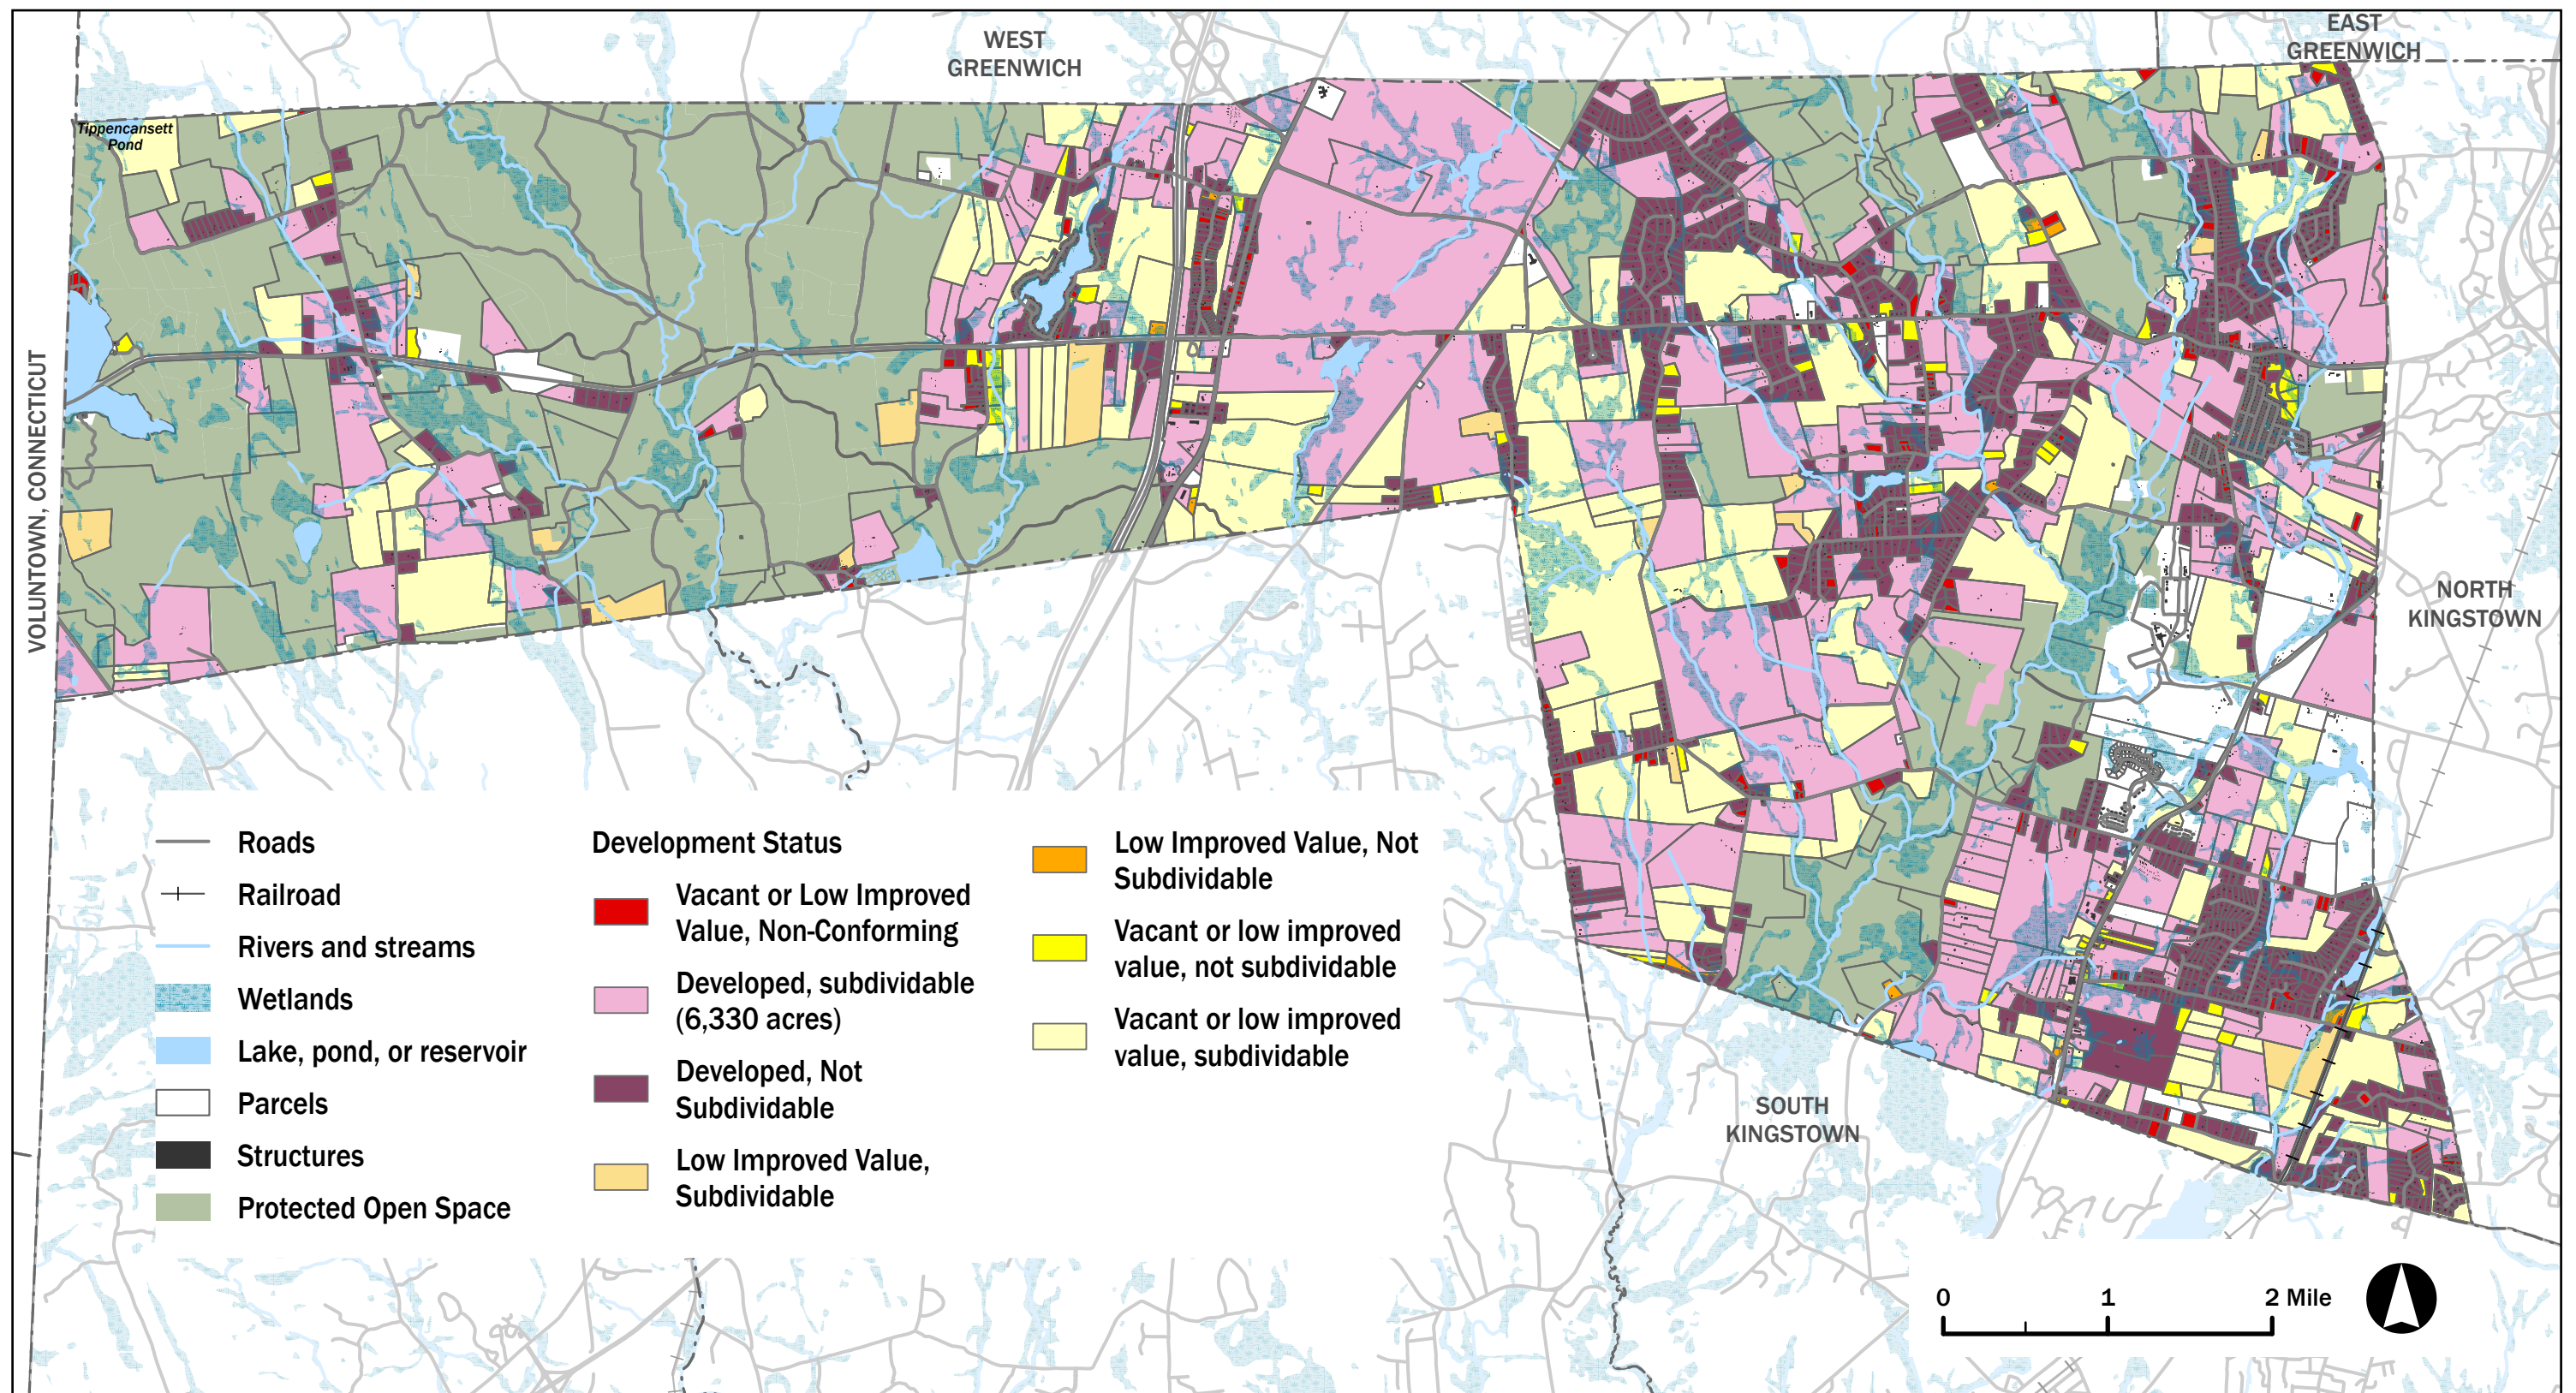 WEST
GREENWICH
EAST
GREENWICH
Tippencansett
Pond
VOLUNTOWN, CONNECTICUT
NORTH
KINGSTOWN
SOUTH
KINGSTOWN
Roads
Railroad
Rivers and streams
Wetlands
Lake, pond, or reservoir
Parcels
Structures
Protected Open Space
Development Status
Vacant or Low Improved
Value, Non-Conforming
Developed, subdividable
(6,330 acres)
Developed, Not
Subdividable
Low Improved Value,
Subdividable
Low Improved Value, Not
Subdividable
Vacant or low improved
value, not subdividable
Vacant or low improved
value, subdividable
0 1 2 Mile